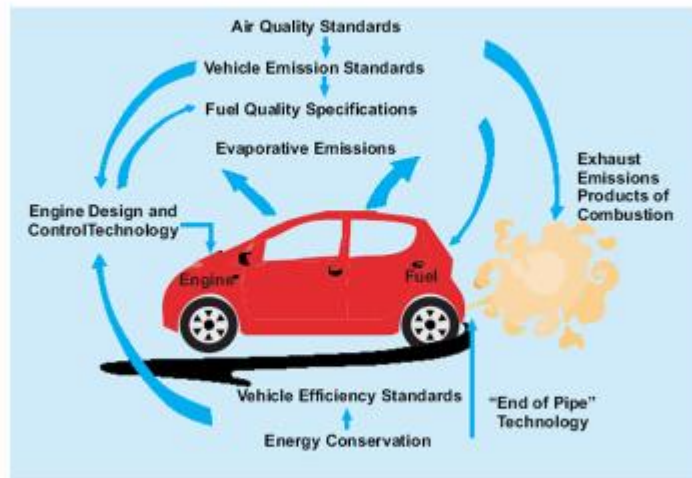 Air Quality Standards
Vehicle Emission Standards
Fuel Quality Specifications
Evaporative Emissions
Exhaust
Emissions
Products of
Combustion
Engine Design and
ControlTechnology
Engine
Fuel
Vehicle Efficiency Standards
Energy Conservation
“End of Pipe”
Technology